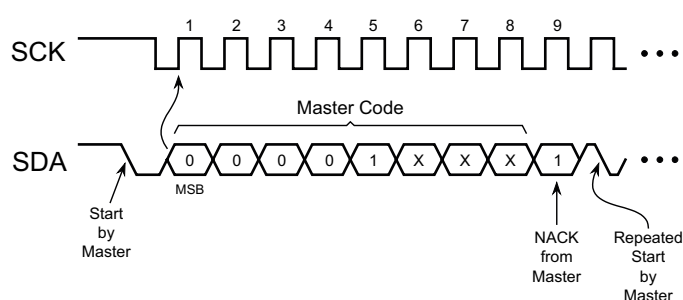 1 2 3 4 5 6 7 8 9
SCK
Master Code
SDA
0 0 0 0 1 X X X 1
MSB
Start
by
Master
NACK
from
Master
Repeated
Start
by
Master